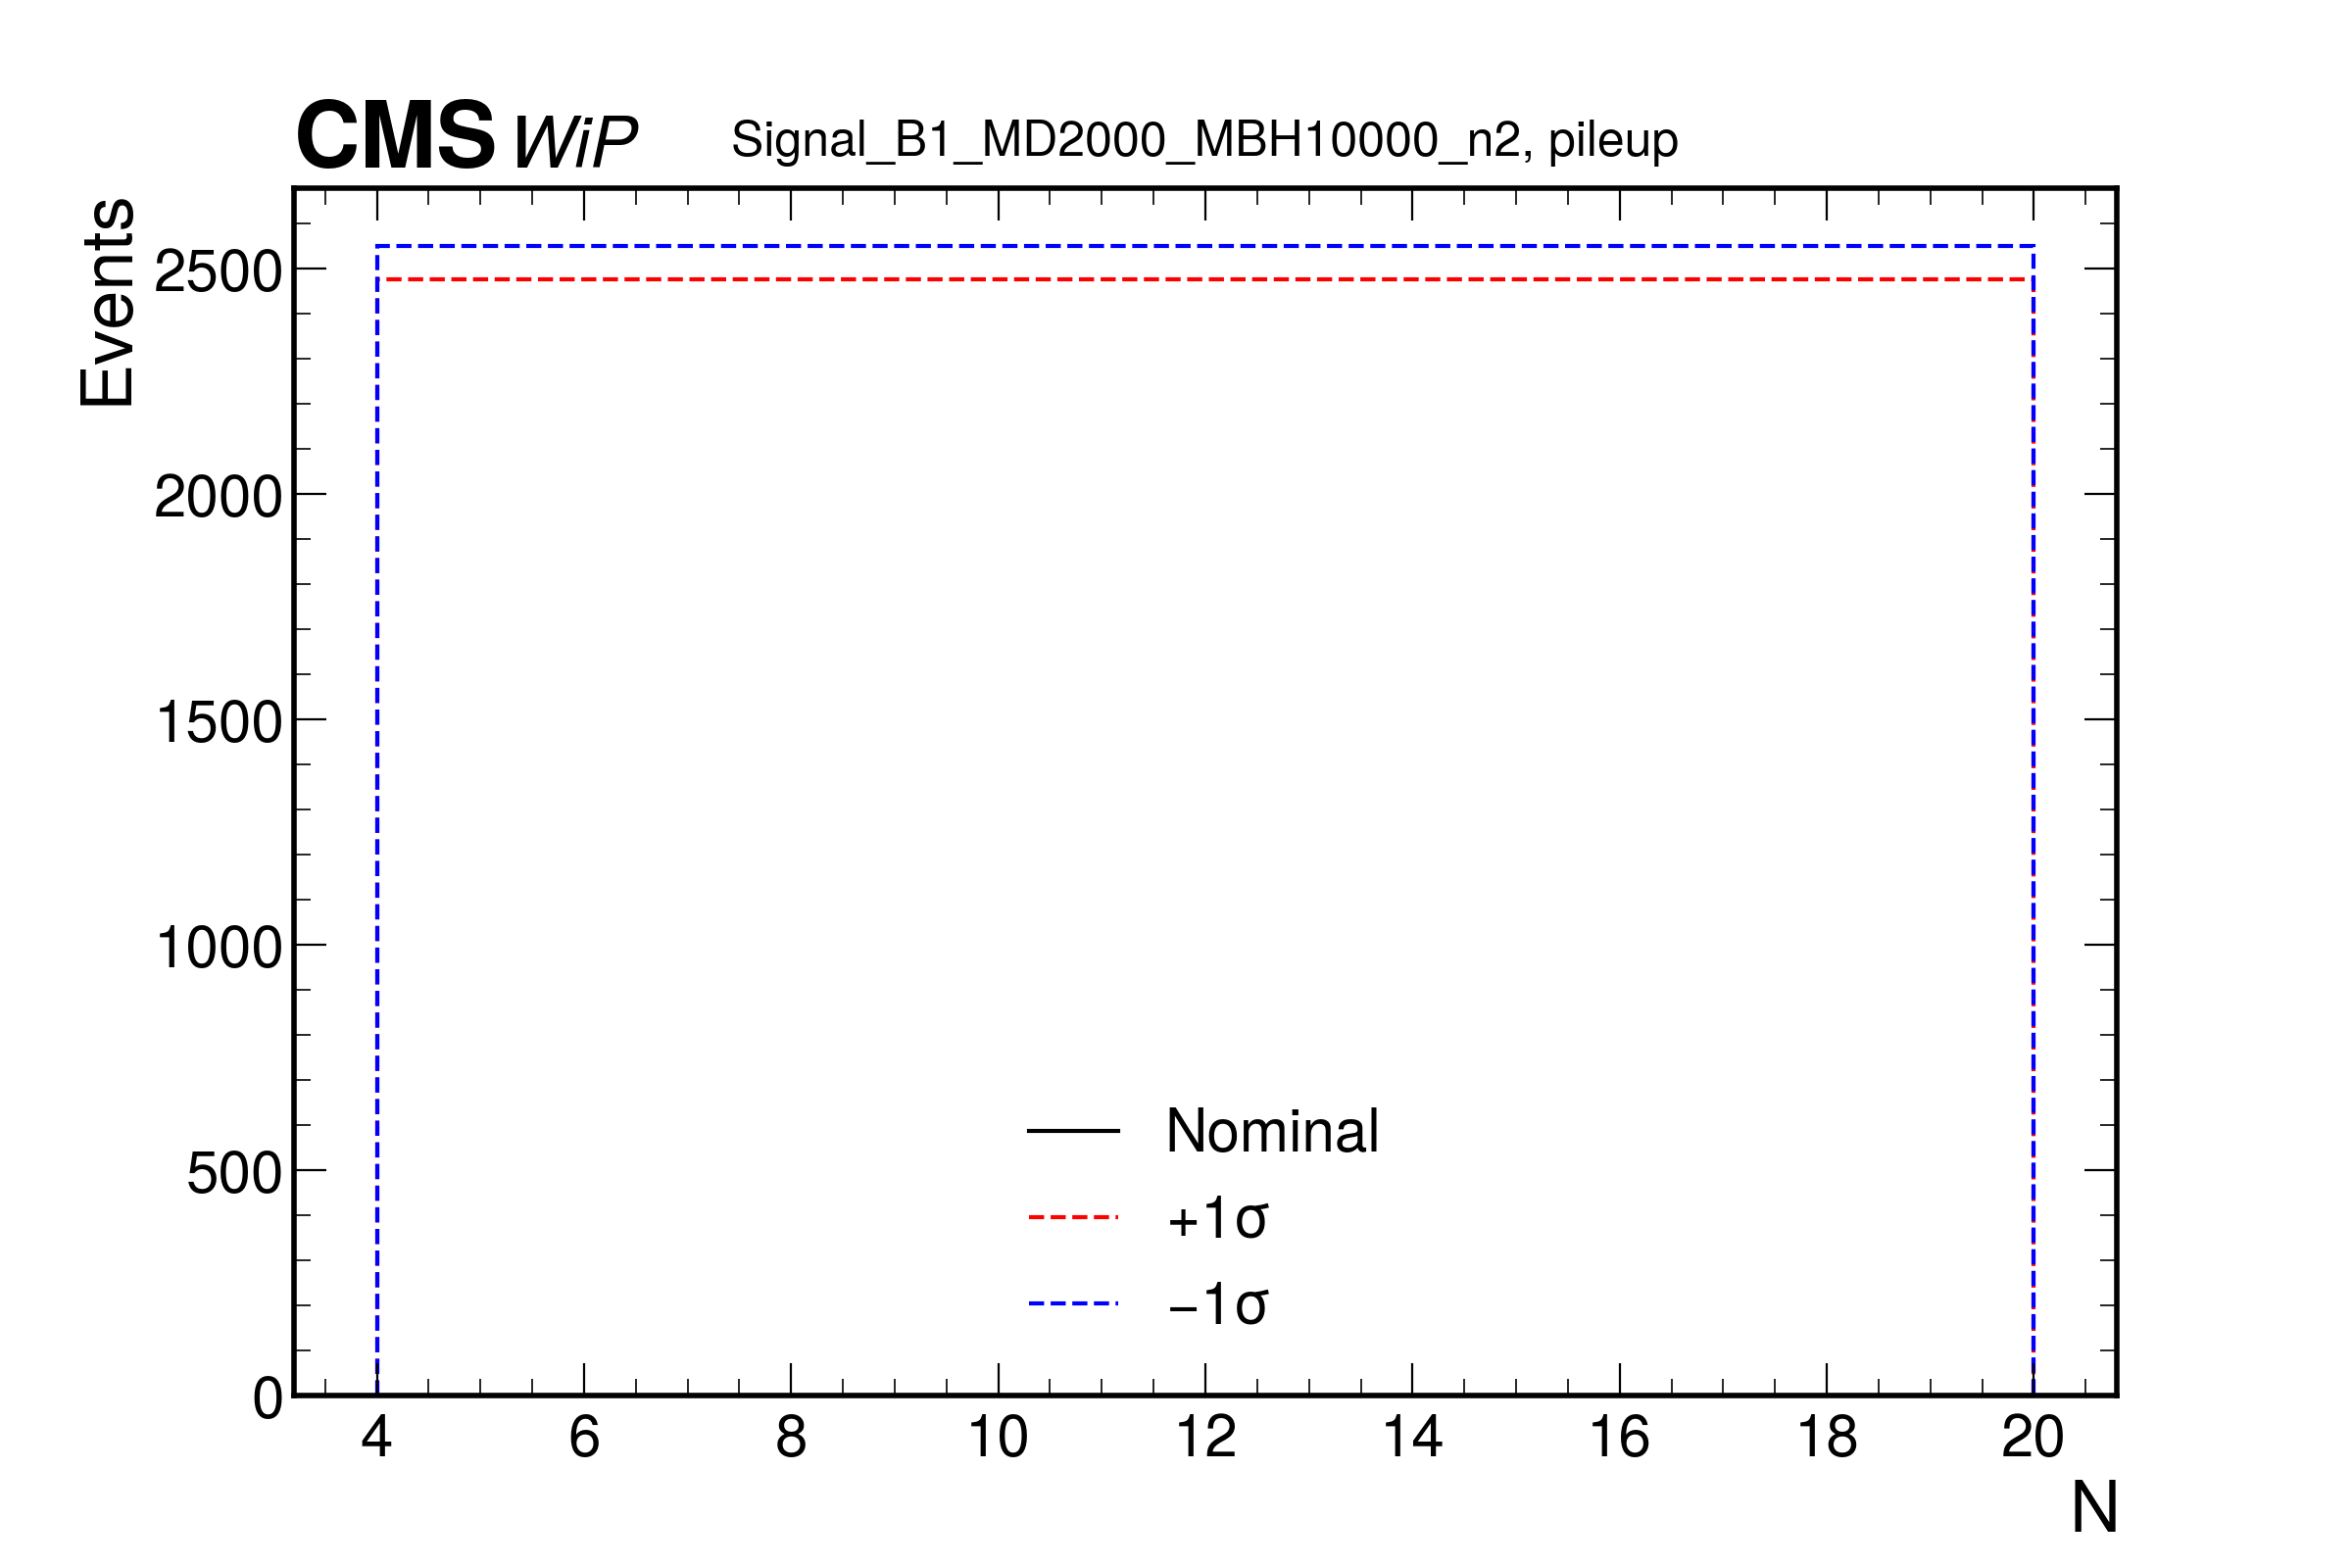 CMS WiP Signal_B1_MD2000_MBH10000_n2, pileup
Events
2500
2000
1500
1000
500
0
Nominal
+1σ
−1σ
4 6 8 10 12 14 16 18 20
N